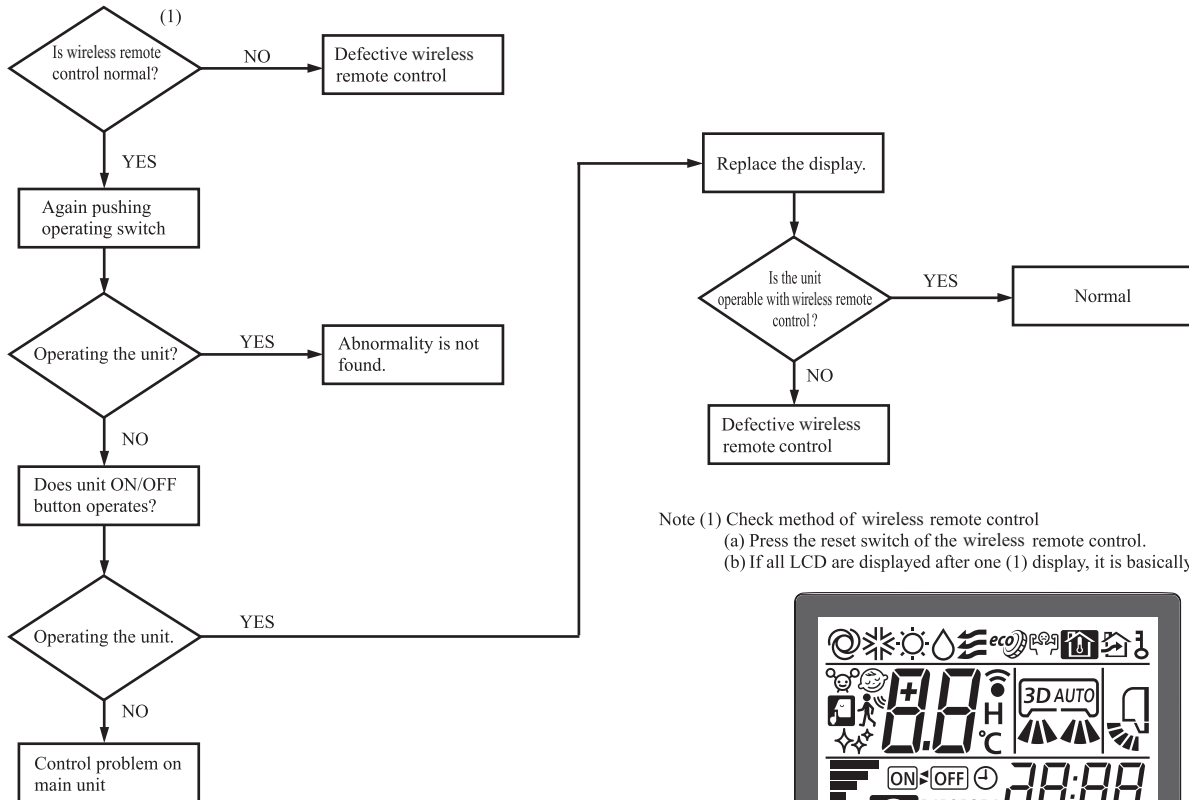 (1)
Is wireless remote
control normal?
NO
Defective wireless
remote control
YES
Again pushing
operating switch
Operating the unit?
YES
Abnormality is not
found.
NO
Does unit ON/OFF
button operates?
Operating the unit.
YES
NO
Control problem on
main unit
Replace the display.
Is the unit
operable with wireless remote
control ?
YES
Normal
NO
Defective wireless
remote control
Note (1) Check method of wireless remote control
(a) Press the reset switch of the wireless remote control.
(b) If all LCD are displayed after one (1) display, it is basically
eco
+8.8
H
°C
3D AUTO
ON OFF